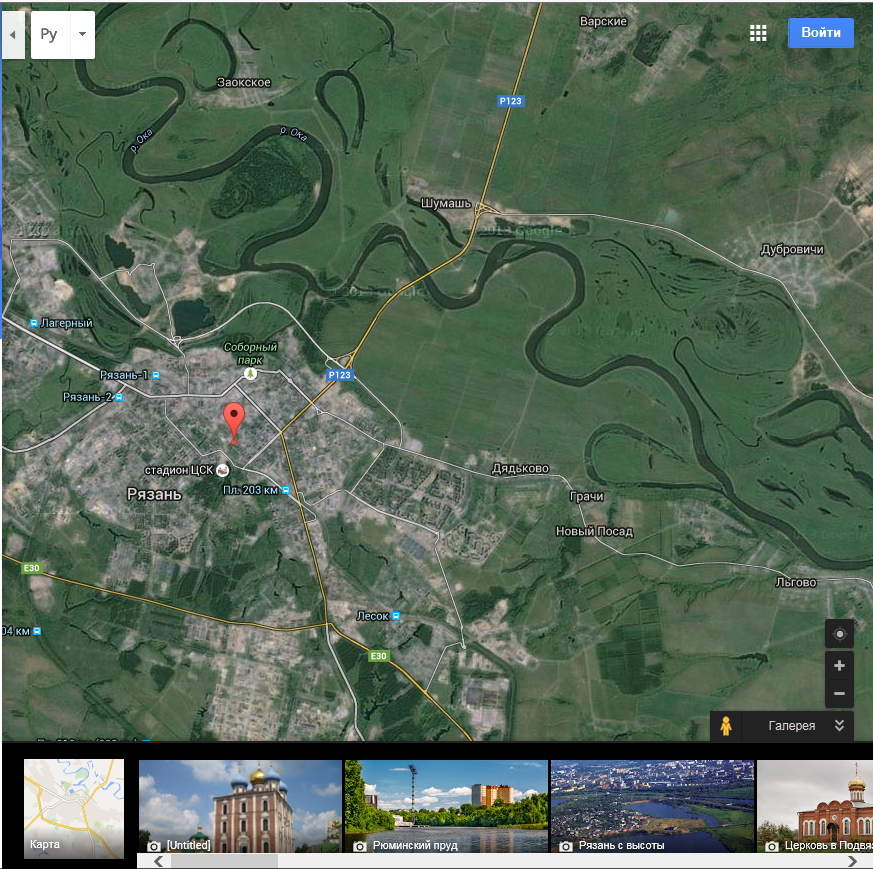 Ру
Войти
Варские
Заокское
Р123
р. Ока
р. Ока
Шумашь
2013 Google
Дубровичи
Лагерный
Соборный
парк
Рязань-1
Р123
Рязань-2
стадион ЦСК
Дядьково
Пл. 203 км
Рязань
Грачи
Новый Посад
E30
Льгово
Лесок
04 км
E30
Галерея
Карта
[Untitled]
Рюминский пруд
Рязань с высоты
Церковь в Подвяз